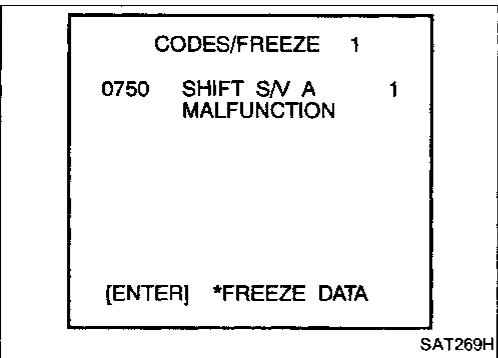 CODES/FREEZE 1
0750 SHIFT S/V A 1
MALFUNCTION
[ENTER] *FREEZE DATA
SAT269H